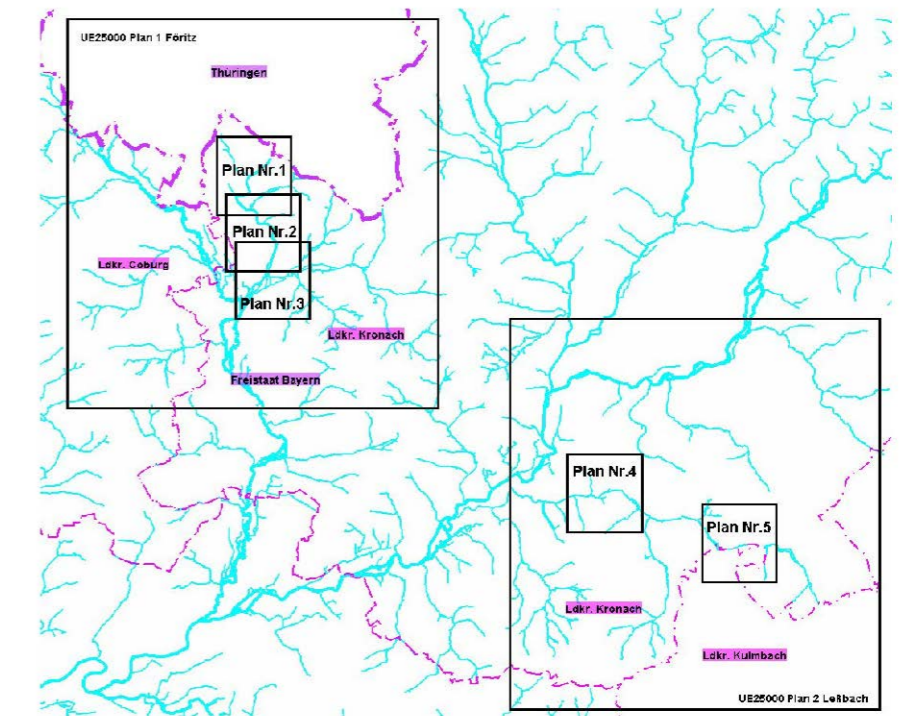 UE25000 Plan 1 Föritz
Thüringen
Plan Nr.1
Plan Nr.2
Ldkr. Coburg
Plan Nr.3
Ldkr. Kronach
Freistaat Bayern
Plan Nr.4
Plan Nr.5
Ldkr. Kronach
Ldkr. Kulmbach
UE25000 Plan 2 Leßbach